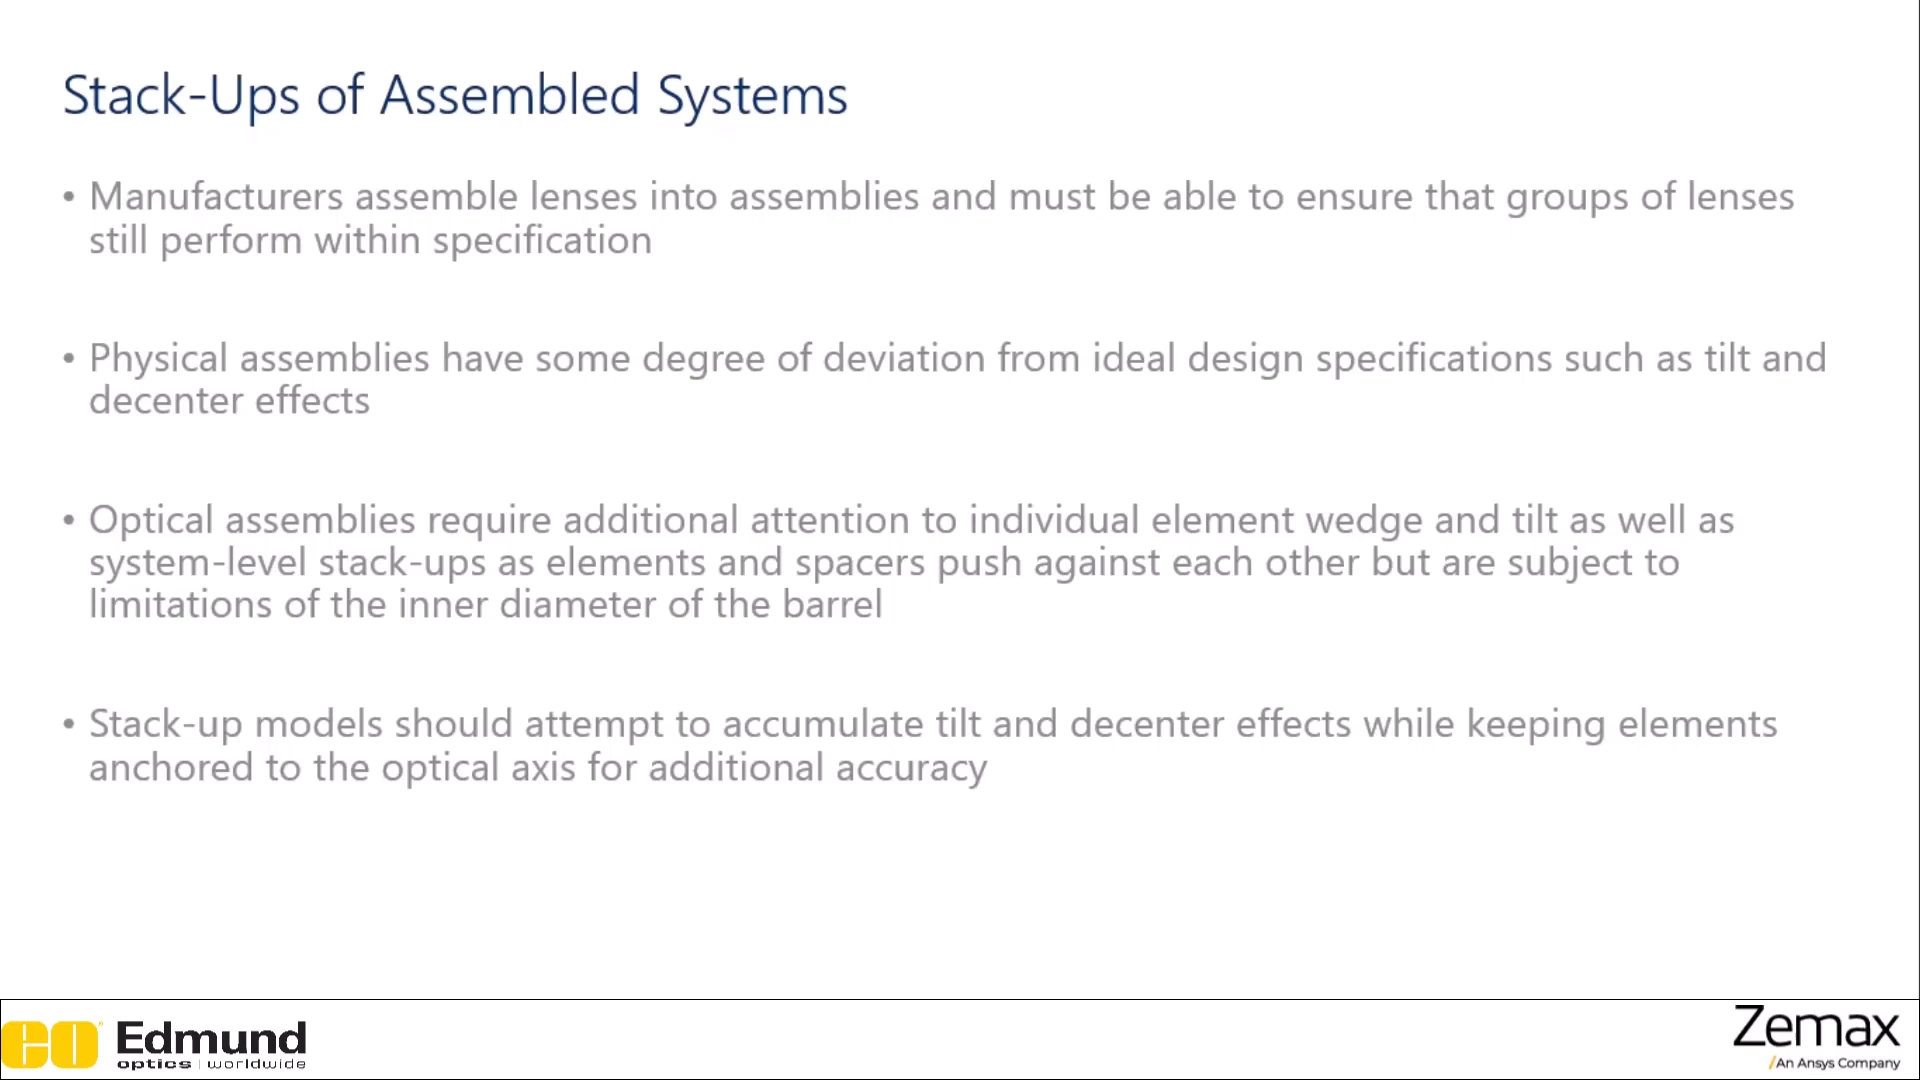 Stack-Ups of Assembled Systems
• Manufacturers assemble lenses into assemblies and must be able to ensure that groups of lenses
still perform within specification
• Physical assemblies have some degree of deviation from ideal design specifications such as tilt and
decenter effects
• Optical assemblies require additional attention to individual element wedge and tilt as well as
system-level stack-ups as elements and spacers push against each other but are subject to
limitations of the inner diameter of the barrel
• Stack-up models should attempt to accumulate tilt and decenter effects while keeping elements
anchored to the optical axis for additional accuracy
EO Edmund
optics | worldwide
Zemax
/An Ansys Company